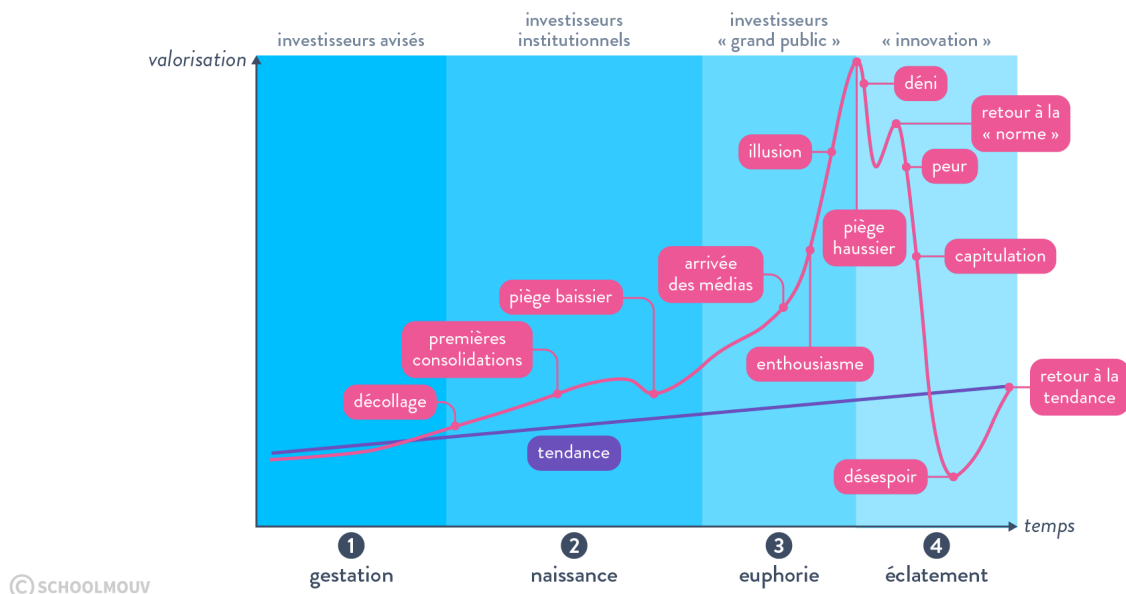 investisseurs avisés
investisseurs
institutionnels
investisseurs
« grand public »
« innovation »
valorisation
déni
retour à la
« norme »
illusion
peur
piège
haussier
capitulation
arrivée
des médias
piège baissier
premières
consolidations
enthousiasme
retour à la
tendance
décollage
tendance
désespoir
temps
1
2
3
4
gestation
naissance
euphorie
éclatement
© SCHOOLMOUV